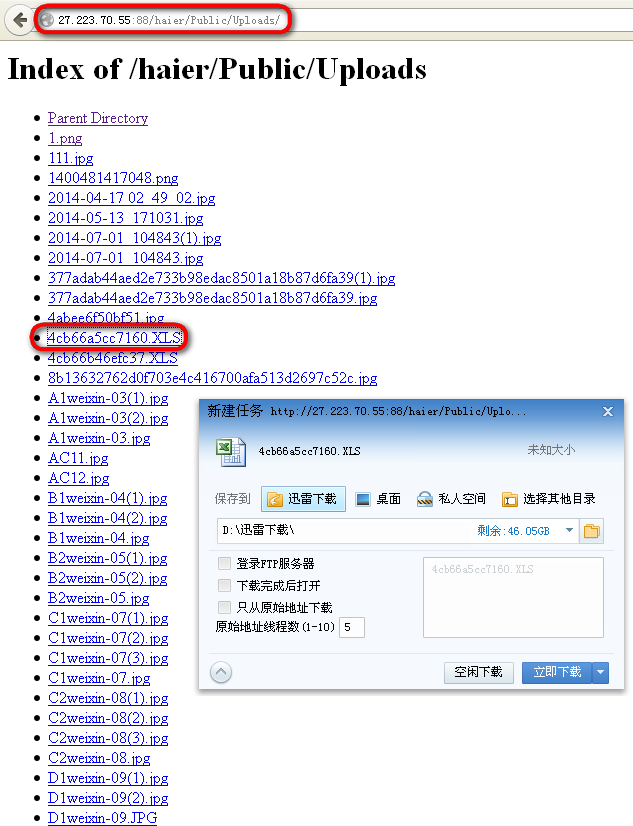 27.223.70.55:88/haier/Public/Uploads/
Index of /haier/Public/Uploads
Parent Directory
1.png
111.jpg
1400481417048.png
2014-04-17 02_49_02.jpg
2014-05-13_171031.jpg
2014-07-01_104843(1).jpg
2014-07-01_104843.jpg
377adab44aed2e733b98edac8501a18b87d6fa39(1).jpg
377adab44aed2e733b98edac8501a18b87d6fa39.jpg
4abee6f50bf51.jpg
4cb66a5cc7160.XLS
4cb66b46efc37.XLS
8b13632762d0f703e4c416700afa513d2697c52c.jpg
A1weixin-03(1).jpg
A1weixin-03(2).jpg
A1weixin-03.jpg
AC11.jpg
AC12.jpg
B1weixin-04(1).jpg
B1weixin-04(2).jpg
B1weixin-04.jpg
B2weixin-05(1).jpg
B2weixin-05(2).jpg
B2weixin-05.jpg
C1weixin-07(1).jpg
C1weixin-07(2).jpg
C1weixin-07(3).jpg
C1weixin-07.jpg
C2weixin-08(1).jpg
C2weixin-08(2).jpg
C2weixin-08(3).jpg
C2weixin-08.jpg
D1weixin-09(1).jpg
D1weixin-09(2).jpg
D1weixin-09.JPG
新建任务 http://27.223.70.55:88/haier/Public/Uplo...
4cb66a5cc7160.XLS 未知大小
保存到 迅雷下载 桌面 私人空间 选择其他目录
D:\迅雷下载\ 剩余:46.05GB
登录FTP服务器
下载完成后打开
只从原始地址下载
原始地址线程数(1-10) 5
4cb66a5cc7160.XLS
空闲下载 立即下载